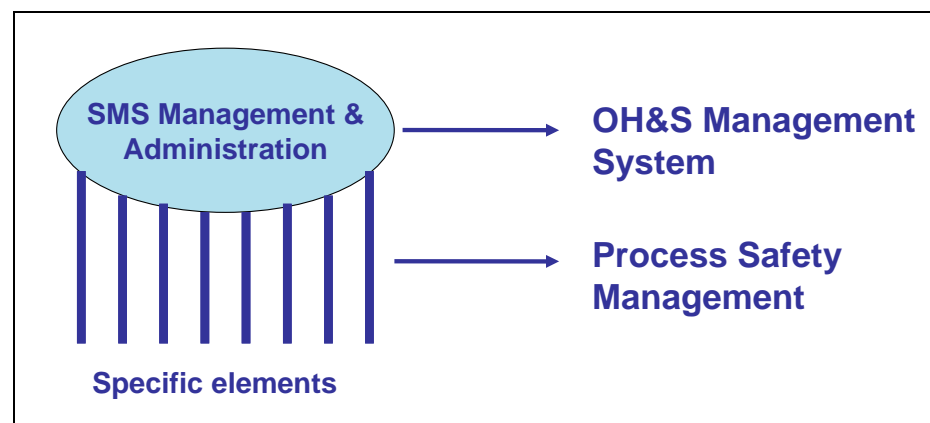 SMS Management &
Administration
OH&S Management
System
Process Safety
Management
Specific elements